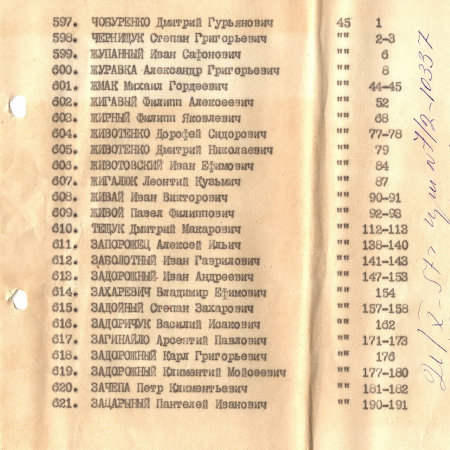 597. ЧОБУРЕНКО Дмитрий Гурьянович 45 1
598. ЧЕРНИЩУК Степан Григорьевич "" 2-3
599. ЖУПАННЫЙ Иван Сафонович "" 6
600. ЖУРАВКА Александр Григорьевич "" 8
601. ЖМАК Михаил Гордеевич "" 44-45
602. ЖИГАВЫЙ Филипп Алексеевич "" 52
603. ЖИРНЫЙ Филипп Яковлевич "" 68
604. ЖИВОТЕНКО Дорофей Сидорович "" 77-78
605. ЖИВОТЕНКО Дмитрий Николаевич "" 79
606. ЖИВОТОВСКИЙ Иван Ефимович "" 84
607. ЖИГАЛЮК Леонтий Кузьмич "" 87
608. ЖИВАЙ Иван Викторович "" 90-91
609. ЖИВОЙ Павел Филиппович "" 92-93
610. ТЕЩУК Дмитрий Макарович "" 112-113
611. ЗАПОРОЖЕЦ Алексей Ильич "" 138-140
612. ЗАБОЛОТНЫЙ Иван Гаврилович "" 141-143
613. ЗАДОРОЖНЫЙ Иван Андреевич "" 147-153
614. ЗАХАРЕВИЧ Владимир Ефимович "" 154
615. ЗАДОЙНЫЙ Степан Захарович "" 157-158
616. ЗАДОРИЧУК Василий Исакович "" 162
617. ЗАГИНАЙЛО Арсентий Павлович "" 171-173
618. ЗАДОРОЖНЫЙ Карл Григорьевич "" 176
619. ЗАДОРОЖНЫЙ Климентий Мойсеевич "" 177-180
620. ЗАЧЕПА Петр Климентьевич "" 181-182
621. ЗАЦАРЫНЫЙ Пантелей Иванович "" 190-191